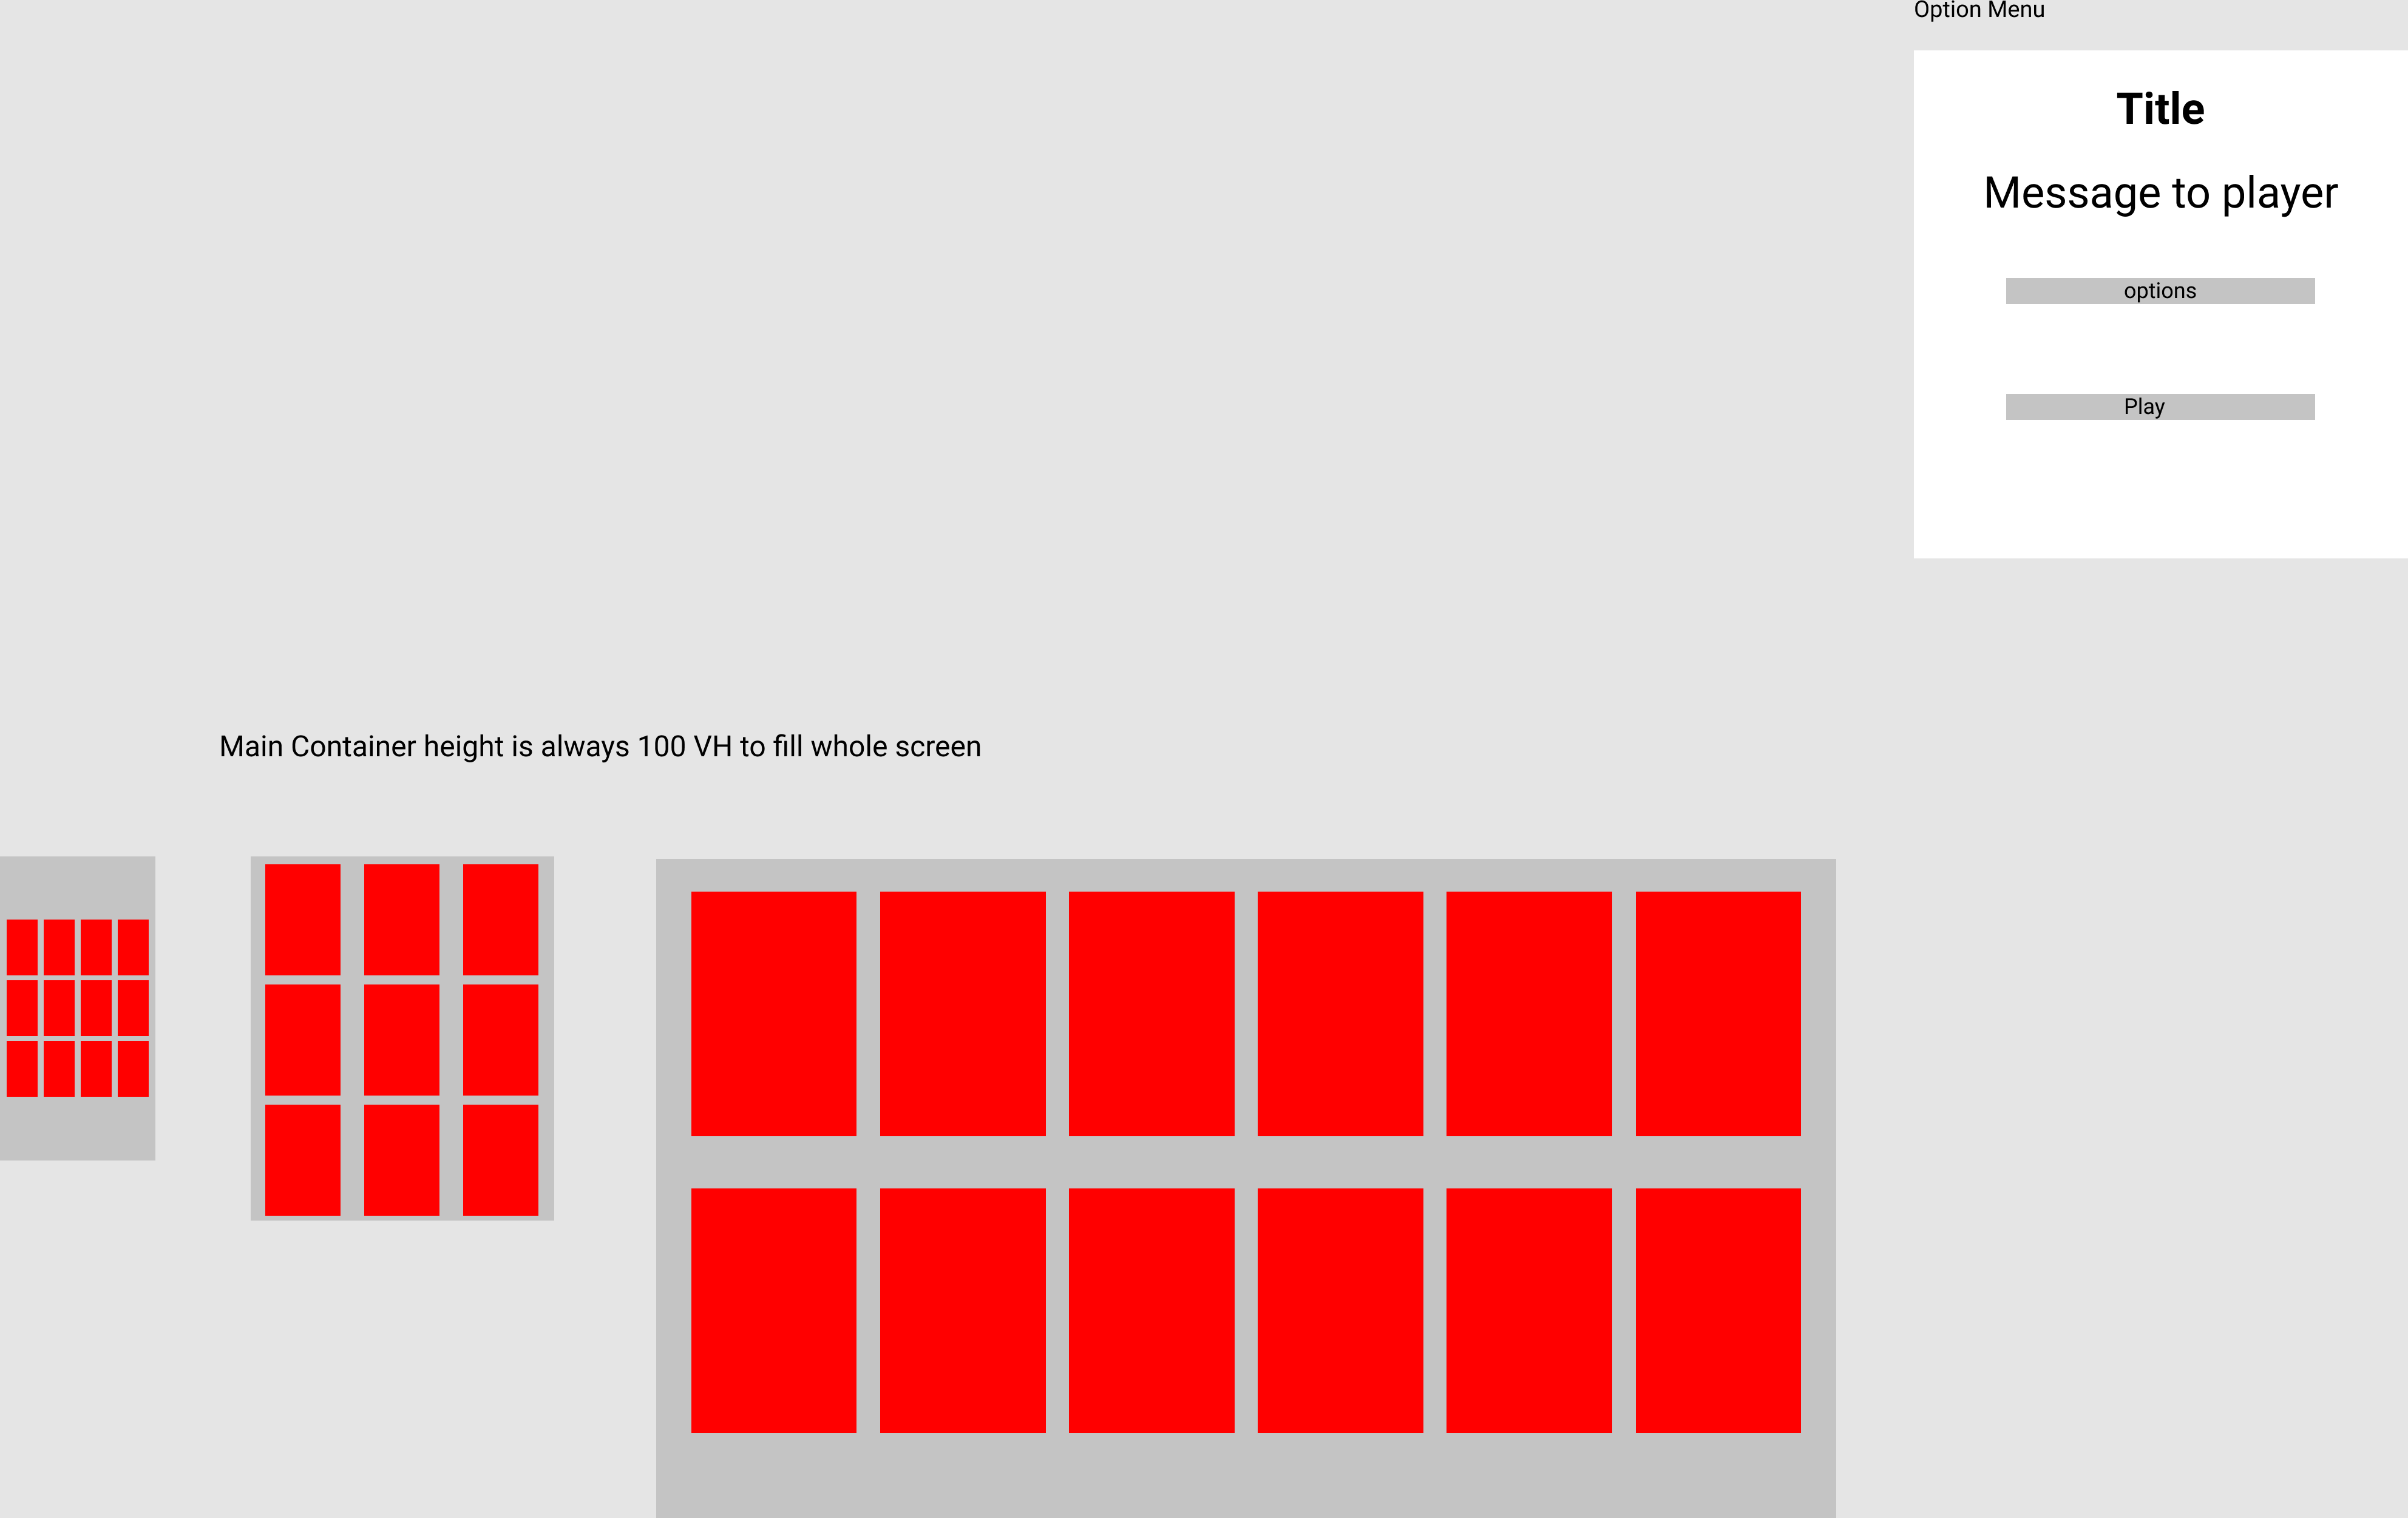 Option Menu
Title
Message to player
options
Play
Main Container height is always 100 VH to fill whole screen